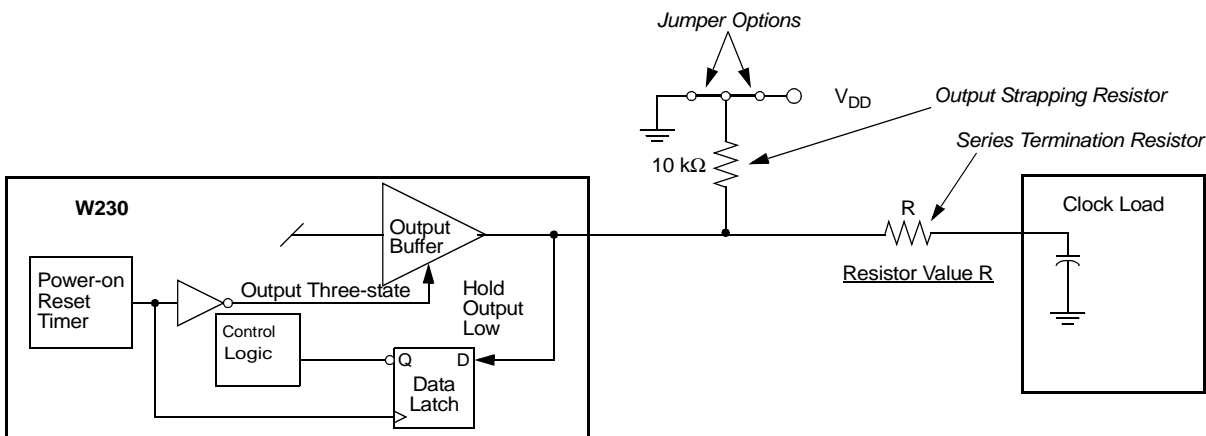 Jumper Options
VDD
Output Strapping Resistor
Series Termination Resistor
10 kΩ
W230
Clock Load
R
Output
Buffer
Resistor Value R
Power-on
Reset
Timer
Output Three-state
Hold
Output
Low
Control
Logic
Q D
Data
Latch